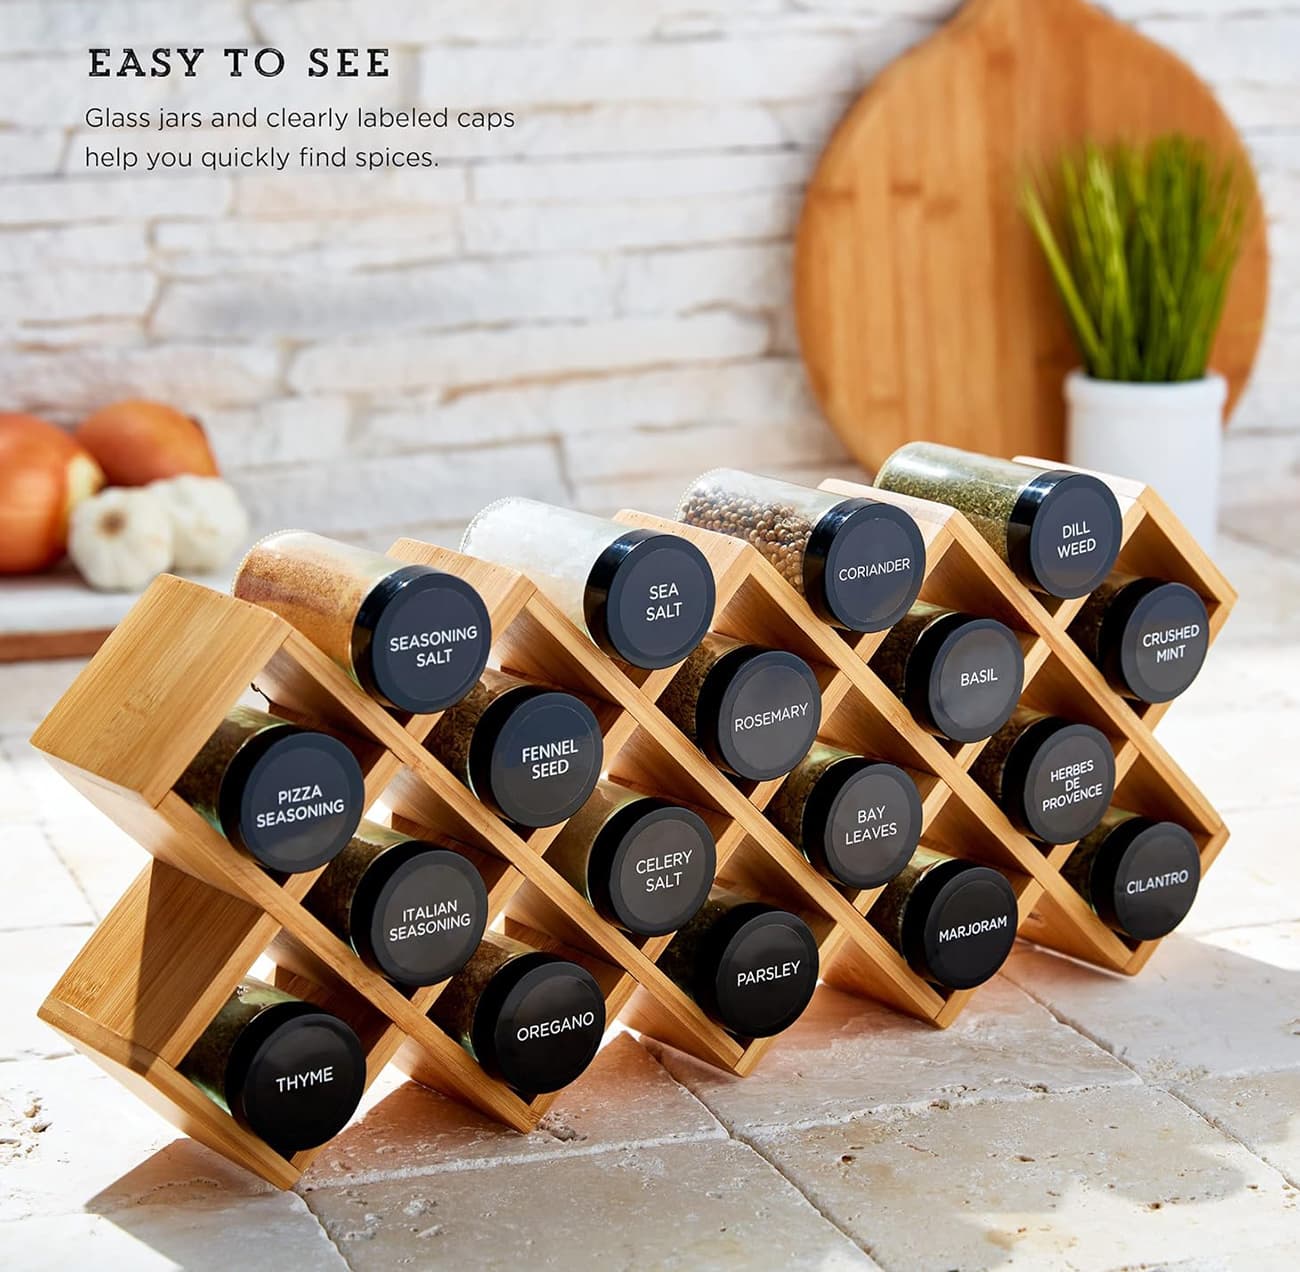 EASY TO SEE
Glass jars and clearly labeled caps
help you quickly find spices.
DILL
WEED
CORIANDER
SEA
SALT
SEASONING
SALT
CRUSHED
MINT
BASIL
ROSEMARY
FENNEL
SEED
PIZZA
SEASONING
HERBES
DE
PROVENCE
BAY
LEAVES
CELERY
SALT
ITALIAN
SEASONING
CILANTRO
MARJORAM
PARSLEY
OREGANO
THYME